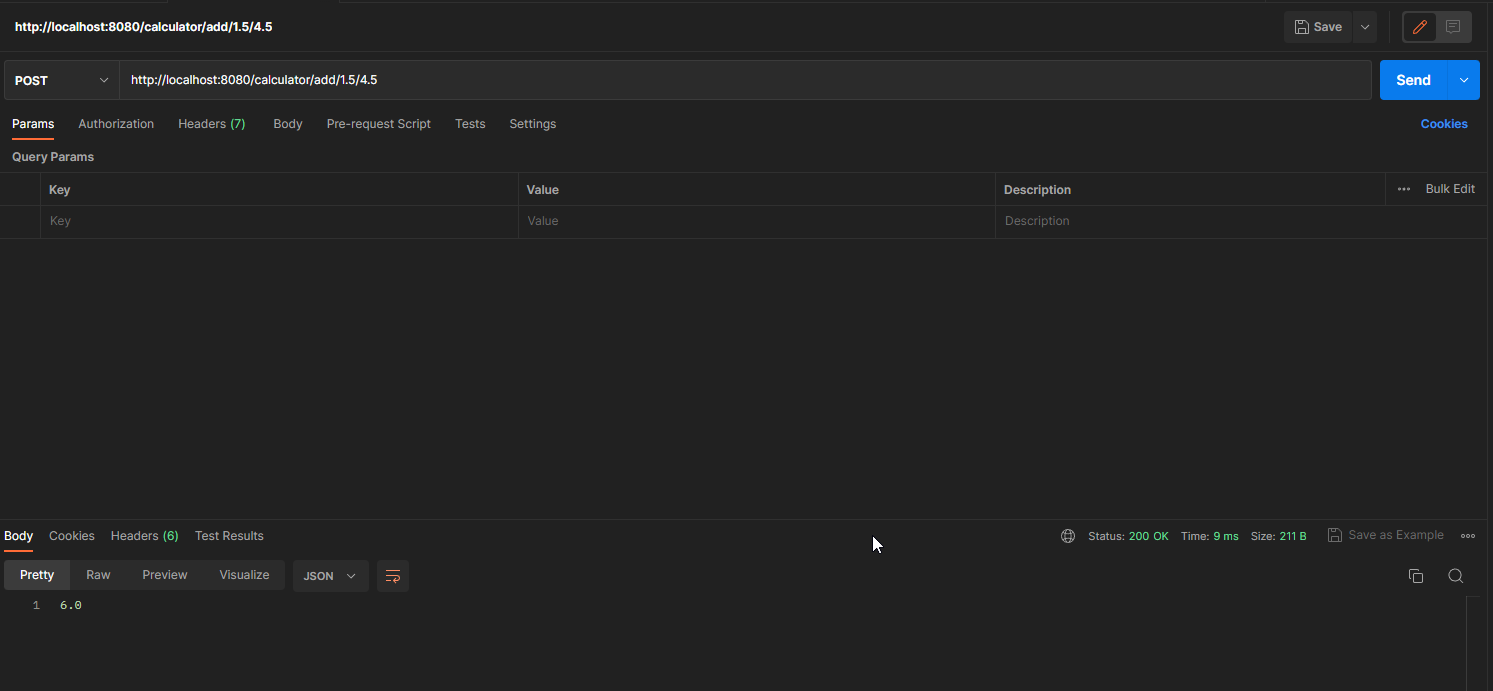 http://localhost:8080/calculator/add/1.5/4.5 Save
POST http://localhost:8080/calculator/add/1.5/4.5 Send
Params Authorization Headers (7) Body Pre-request Script Tests Settings Cookies
Query Params
Key Value Description ••• Bulk Edit
Key Value Description
Body Cookies Headers (6) Test Results Status: 200 OK Time: 9 ms Size: 211 B Save as Example
Pretty Raw Preview Visualize JSON
1 6.0